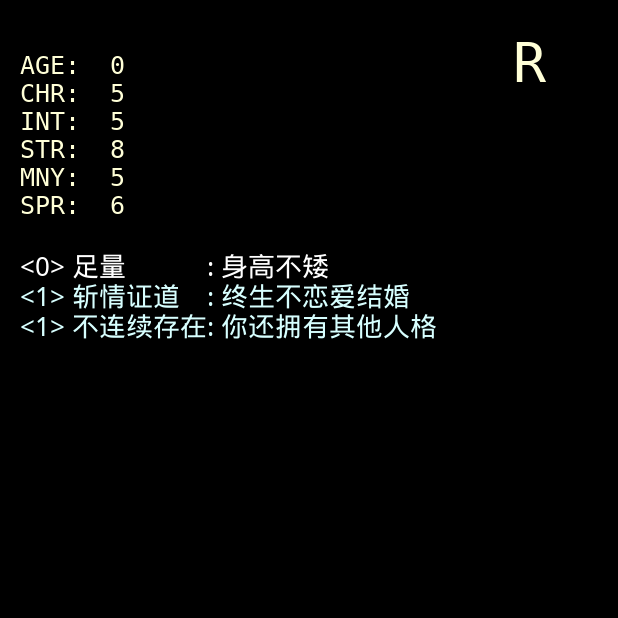 R
AGE: 0
CHR: 5
INT: 5
STR: 8
MNY: 5
SPR: 6
<0> 足量 : 身高不矮
<1> 斩情证道 : 终生不恋爱结婚
<1> 不连续存在: 你还拥有其他人格